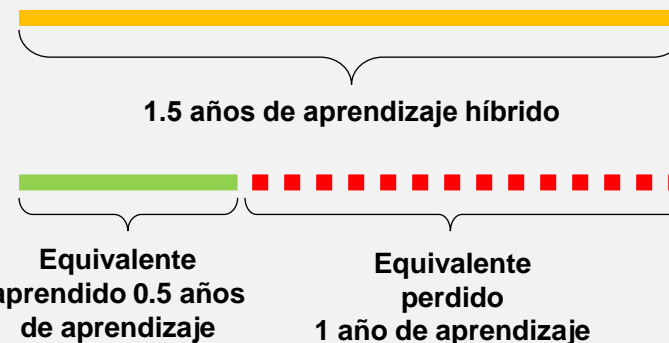 1.5 años de aprendizaje híbrido
Equivalente
aprendido 0.5 años
de aprendizaje
Equivalente
perdido
1 año de aprendizaje